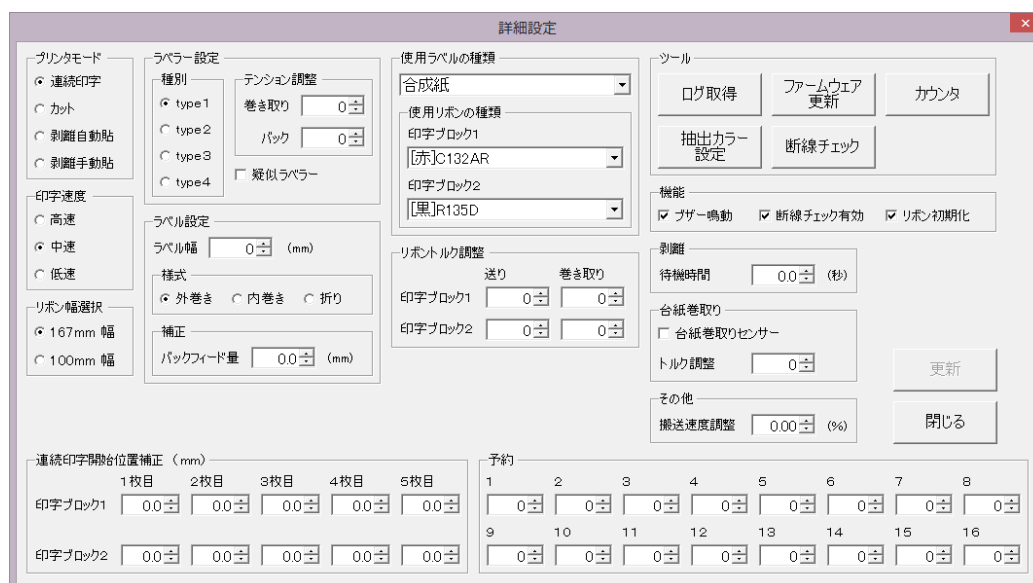 詳細設定
×
プリンタモード
連続印字
カット
剥離自動貼
剥離手動貼
印字速度
高速
中速
低速
リボン幅選択
167mm 幅
100mm 幅
ラベラー設定
種別
type1
type2
type3
type4
テンション調整
巻き取り 0
バック 0
疑似ラベラー
ラベル設定
ラベル幅 0 (mm)
様式
外巻き 内巻き 折り
補正
バックフィード量 0.0 (mm)
使用ラベルの種類
合成紙
使用リボンの種類
印字ブロック1
[赤]C132AR
印字ブロック2
[黒]R135D
リボントルク調整
送り 巻き取り
印字ブロック1 0 0
印字ブロック2 0 0
ツール
ログ取得
ファームウェア
更新
カウンタ
抽出カラー
設定
断線チェック
機能
ブザー鳴動 断線チェック有効 リボン初期化
剥離
待機時間 0.0 (秒)
台紙巻取り
台紙巻取りセンサー
トルク調整 0
その他
搬送速度調整 0.00 (%)
更新
閉じる
連続印字開始位置補正 (mm)
1枚目 2枚目 3枚目 4枚目 5枚目
印字ブロック1 0.0 0.0 0.0 0.0 0.0
印字ブロック2 0.0 0.0 0.0 0.0 0.0
予約
1 2 3 4 5 6 7 8
0 0 0 0 0 0 0 0
9 10 11 12 13 14 15 16
0 0 0 0 0 0 0 0